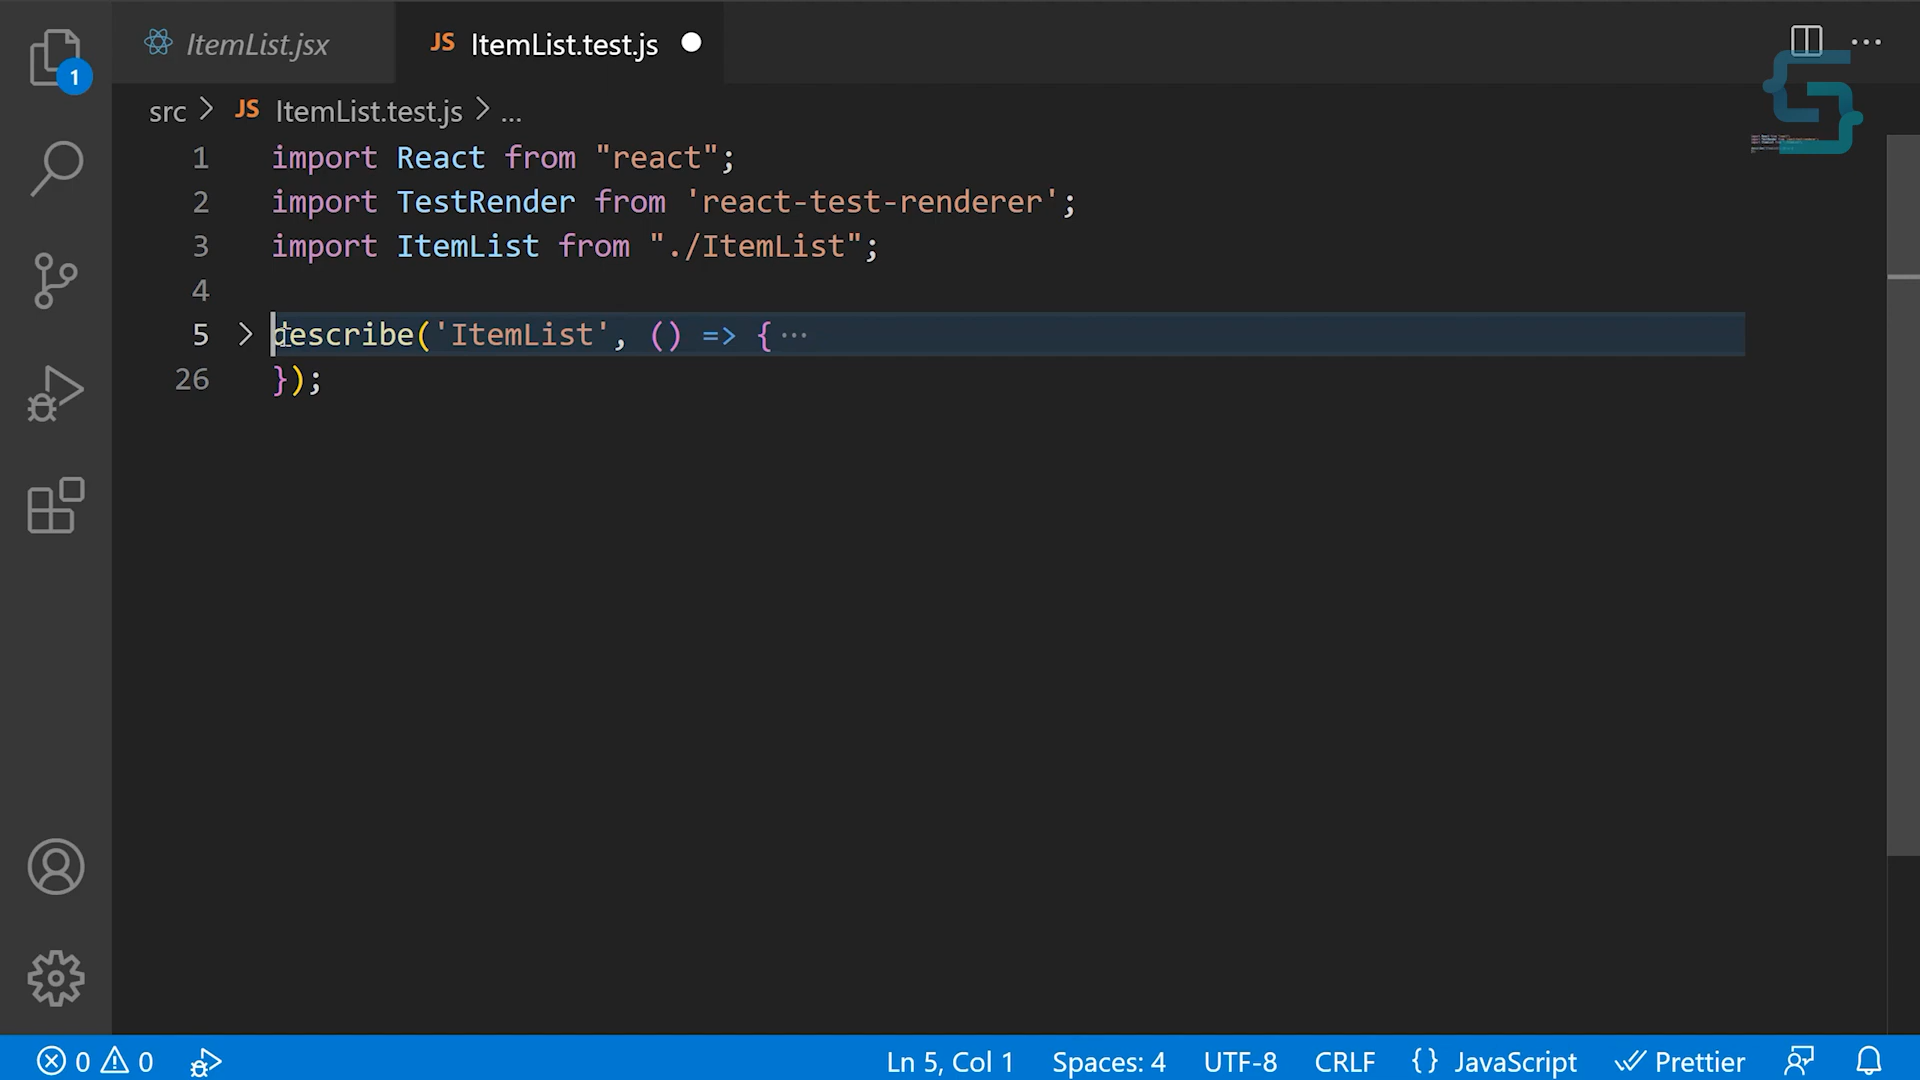 ItemList.jsx JS ItemList.test.js
1
src > JS ItemList.test.js > ...
1 import React from "react";
2 import TestRender from 'react-test-renderer';
3 import ItemList from "./ItemList";
4
5 describe('ItemList', () => { ...
26 });
0 0 Ln 5, Col 1 Spaces: 4 UTF-8 CRLF {} JavaScript Prettier